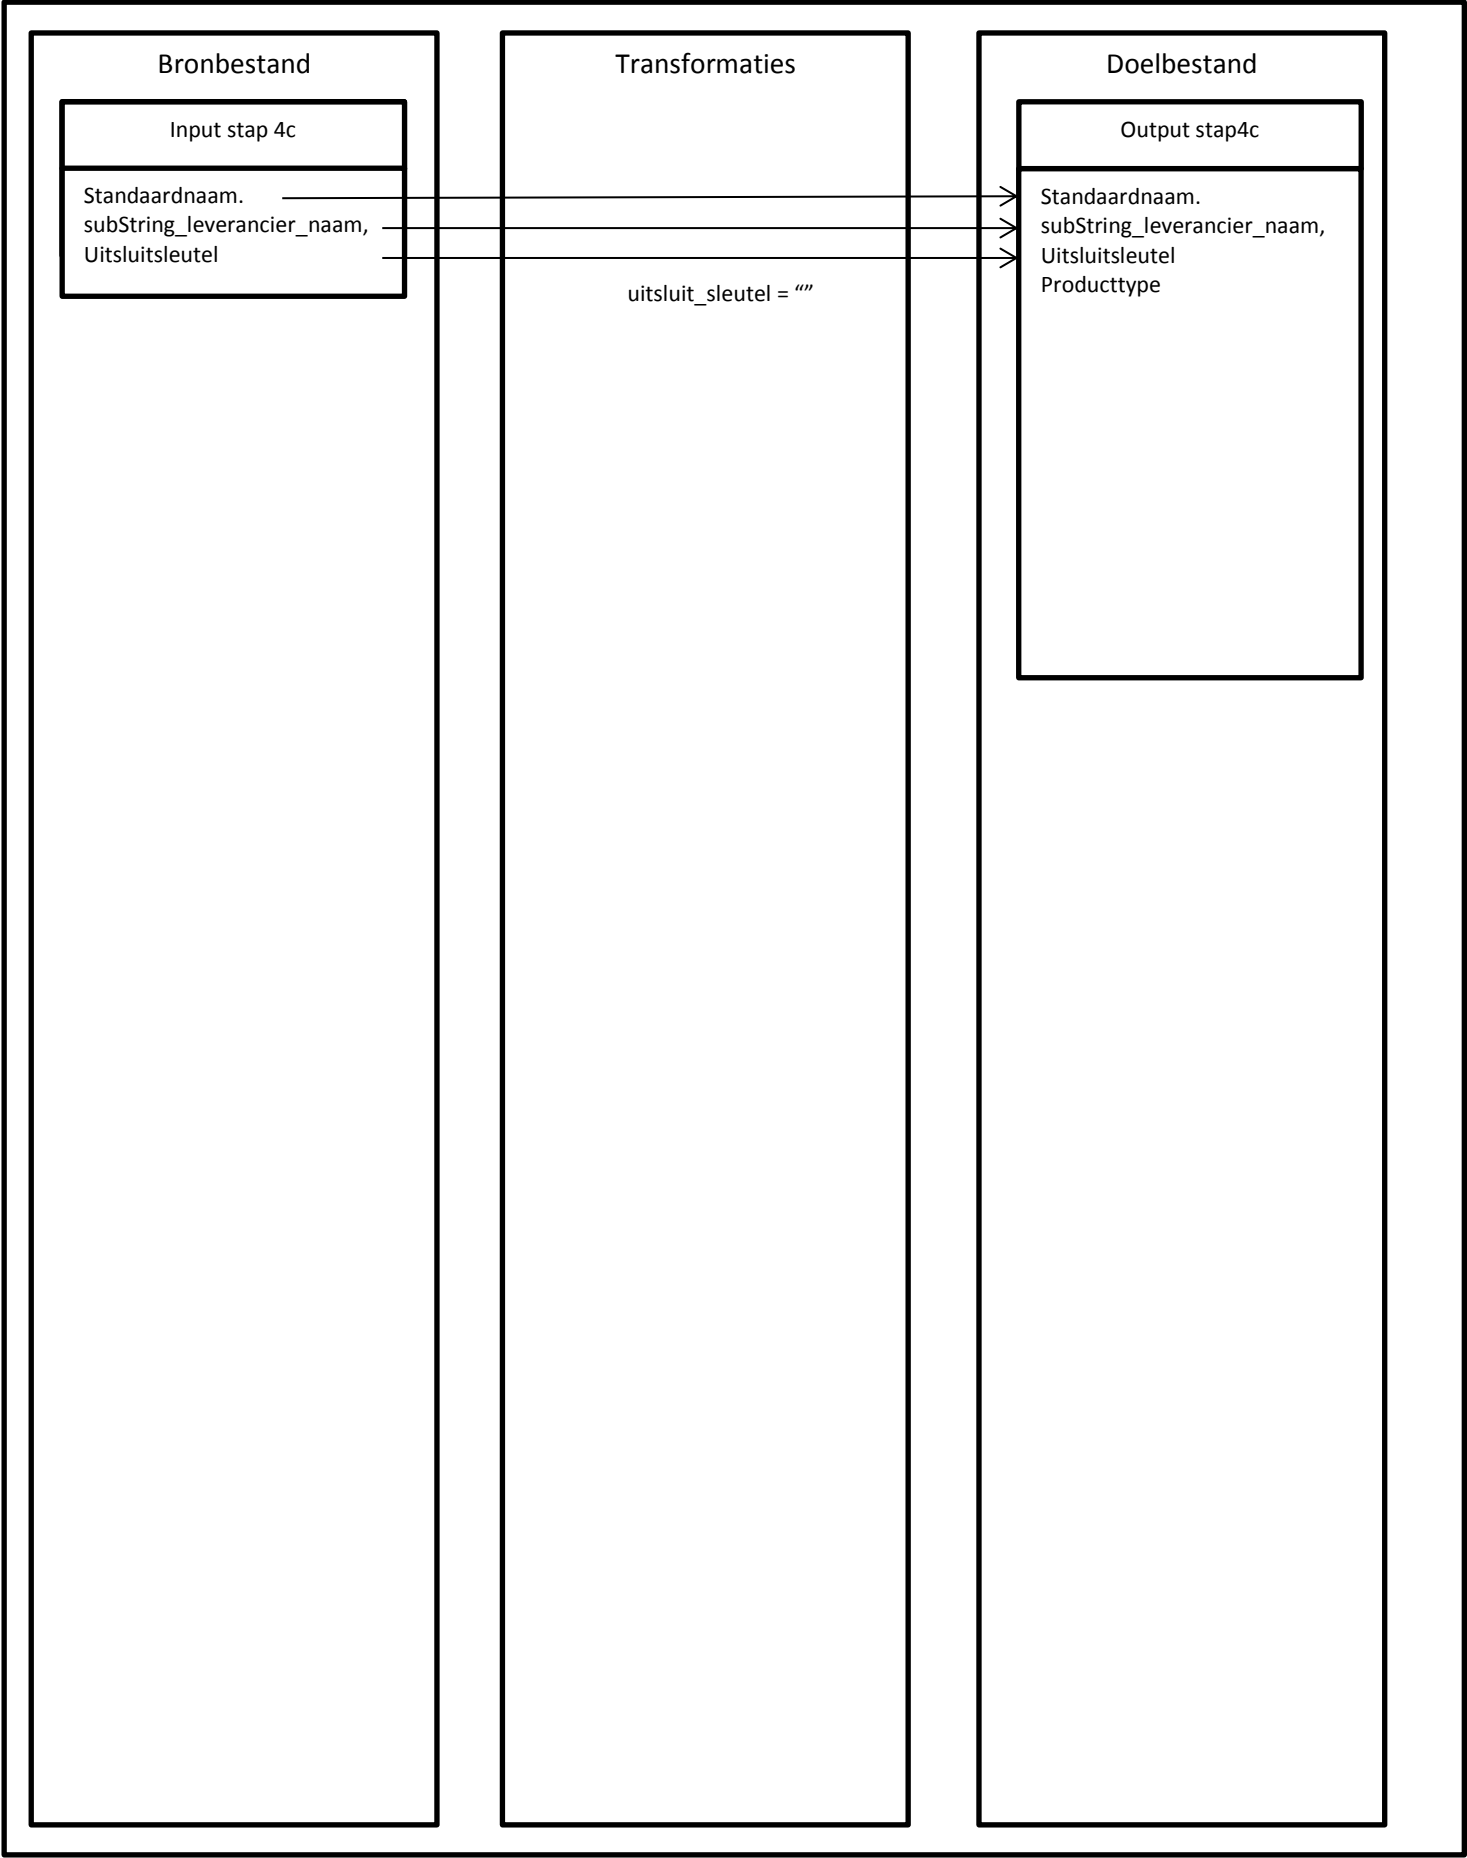 Bronbestand
Input stap 4c
Standaardnaam.
subString_leverancier_naam,
Uitsluitsleutel
Transformaties
uitsluit_sleutel = “”
Doelbestand
Output stap4c
Standaardnaam.
subString_leverancier_naam,
Uitsluitsleutel
Producttype